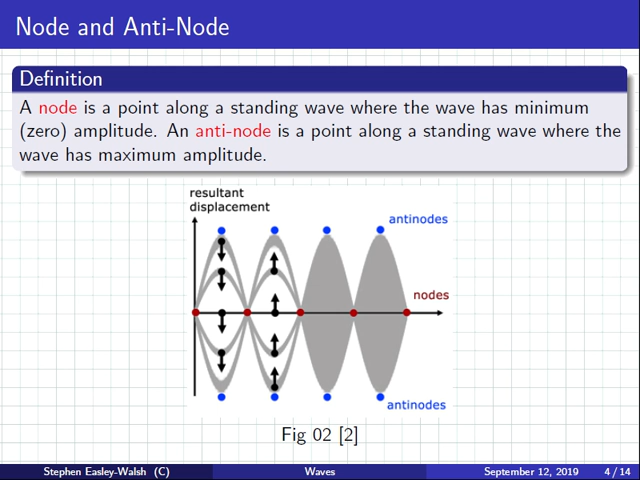 Node and Anti-Node
Definition
A node is a point along a standing wave where the wave has minimum
(zero) amplitude. An anti-node is a point along a standing wave where the
wave has maximum amplitude.
resultant
displacement
antinodes
nodes
antinodes
Fig 02 [2]
Stephen Easley-Walsh (C)
Waves
September 12, 2019
4 / 14